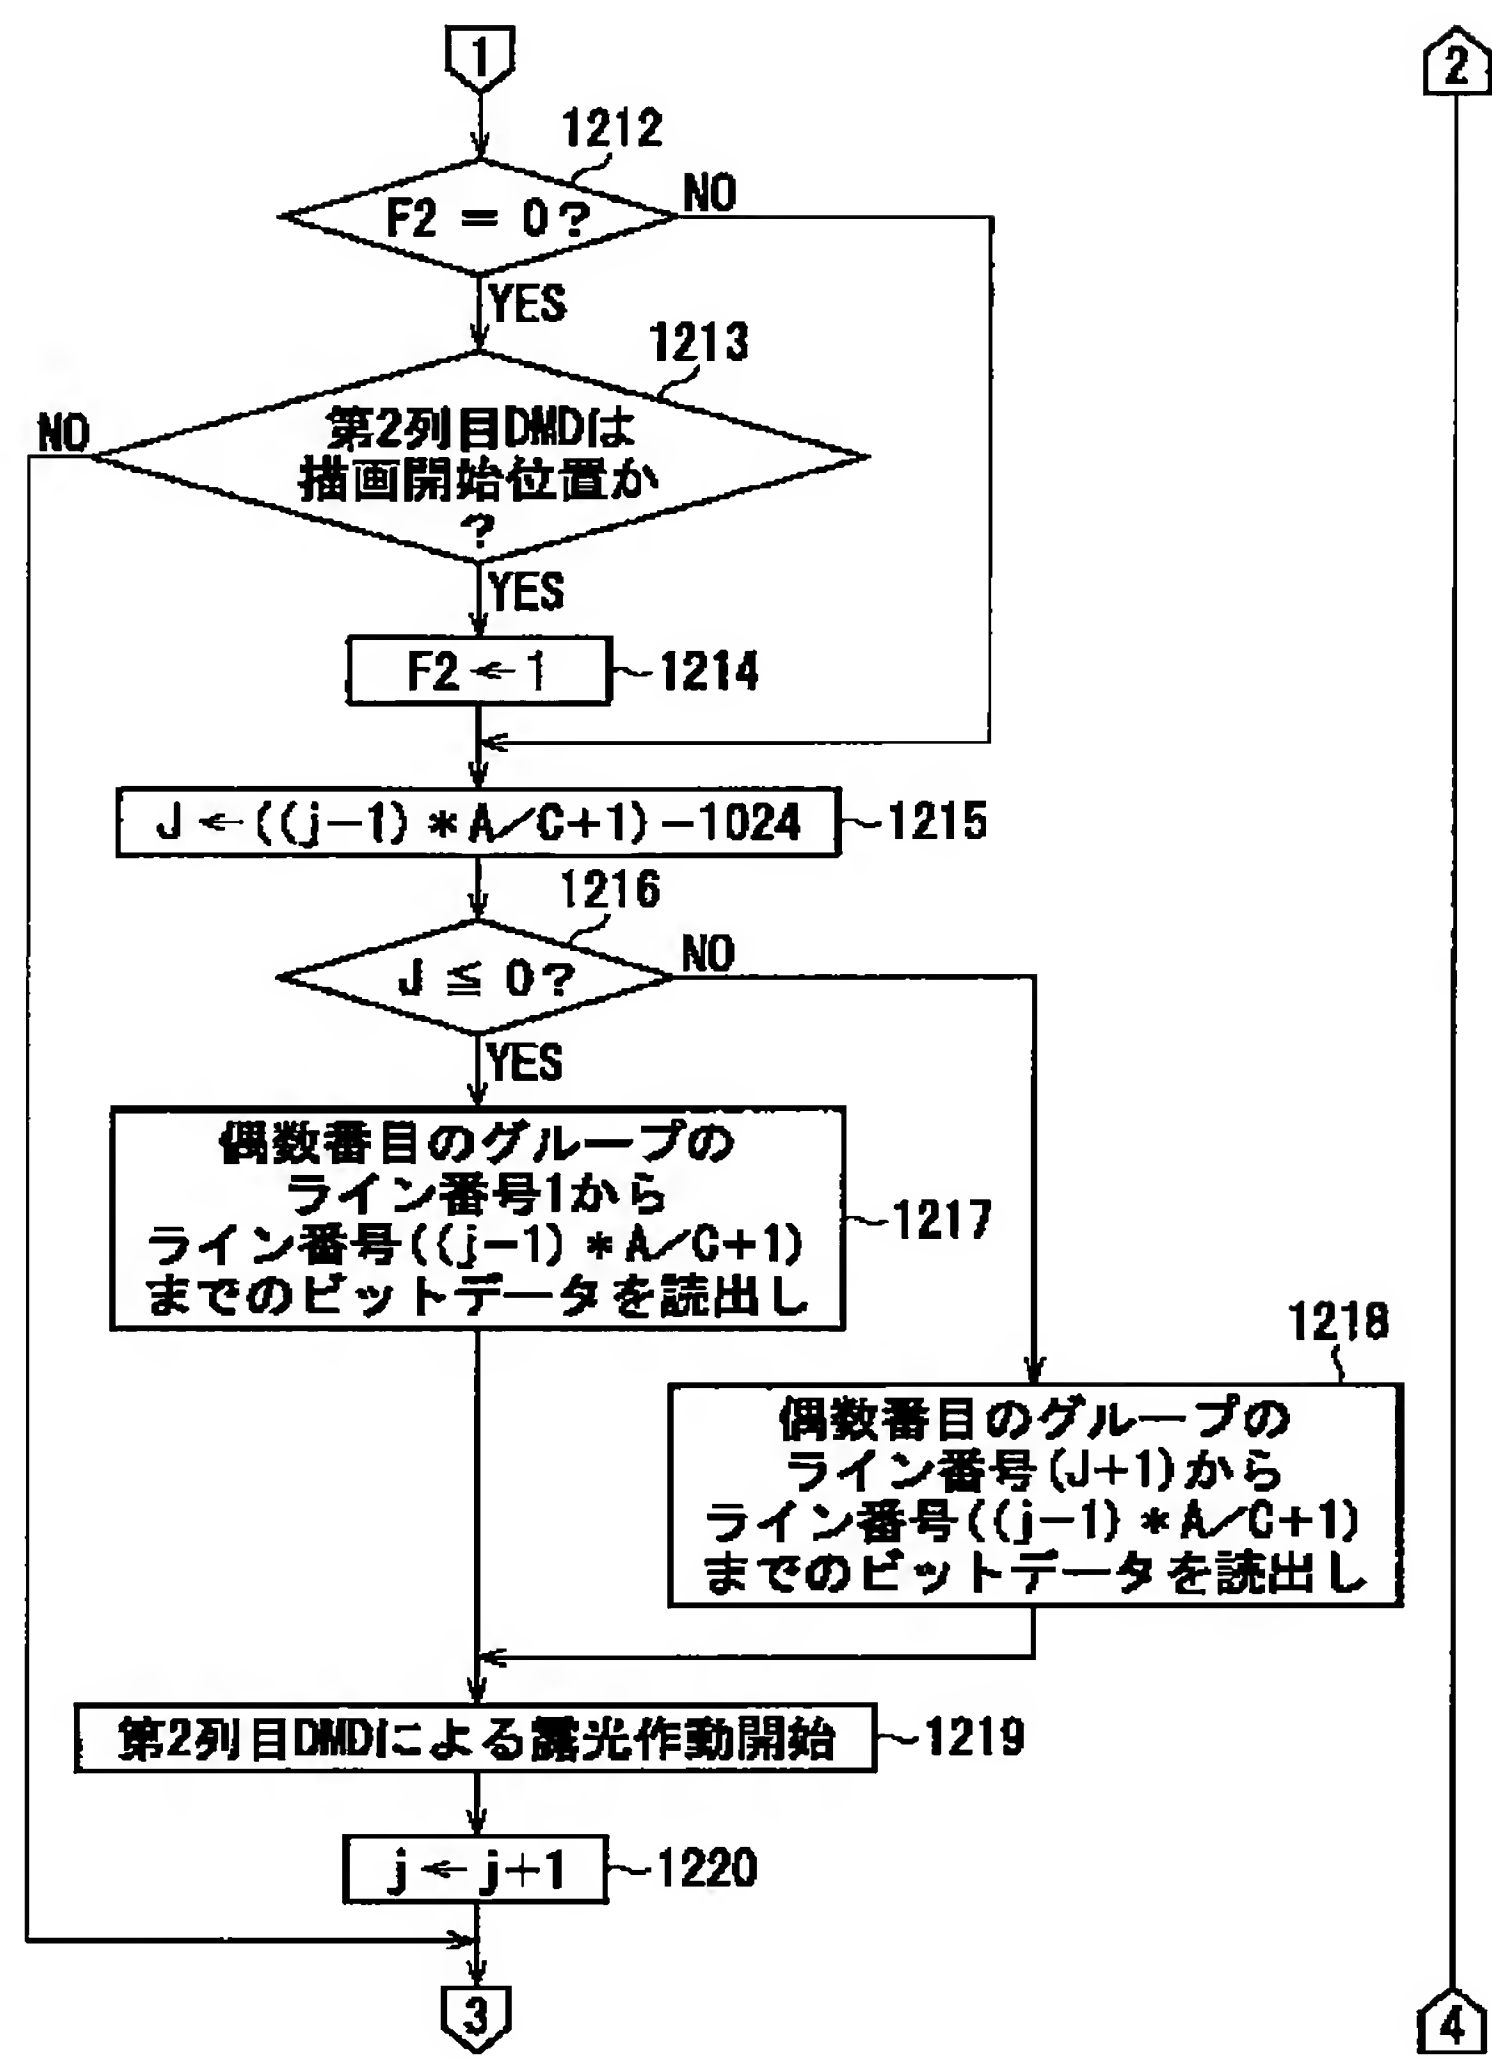 1
2
1212
F2 = 0?
NO
YES
1213
NO
第2列目DMDは
描画開始位置か
?
YES
F2←1
1214
J←((j−1)*A/C+1)−1024
1215
1216
J ≦ 0?
NO
YES
偶数番目のグループの
ライン番号1から
ライン番号((j−1)*A/C+1)
までのビットデータを読出し
1217
1218
偶数番目のグループの
ライン番号(J+1)から
ライン番号((j−1)*A/C+1)
までのビットデータを読出し
第2列目DMDによる露光作動開始
1219
j←j+1
1220
3
4